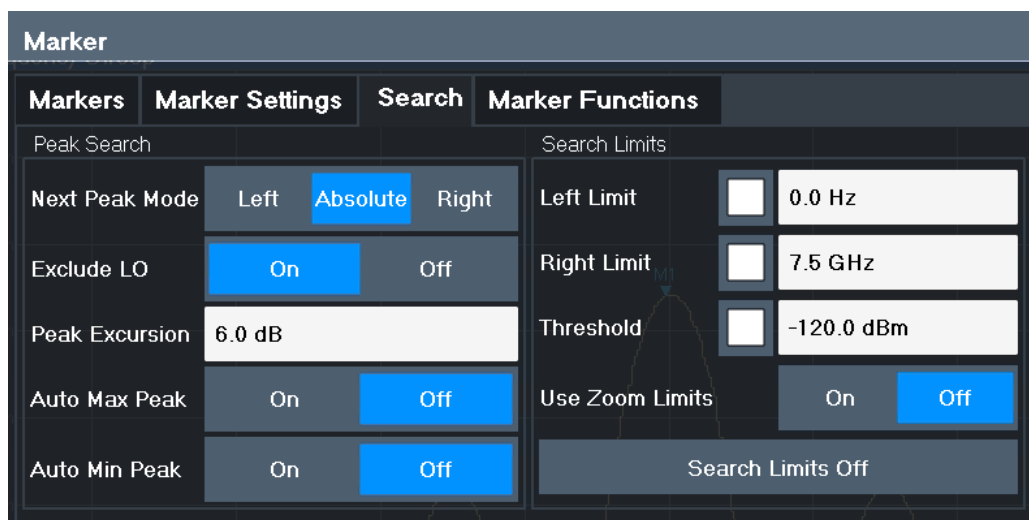 Marker
Markers Marker Settings Search Marker Functions
Peak Search
Next Peak Mode Left Absolute Right
Exclude LO On Off
Peak Excursion 6.0 dB
Auto Max Peak On Off
Auto Min Peak On Off
Search Limits
Left Limit 0.0 Hz
Right Limit 7.5 GHz
M1
Threshold -120.0 dBm
Use Zoom Limits On Off
Search Limits Off